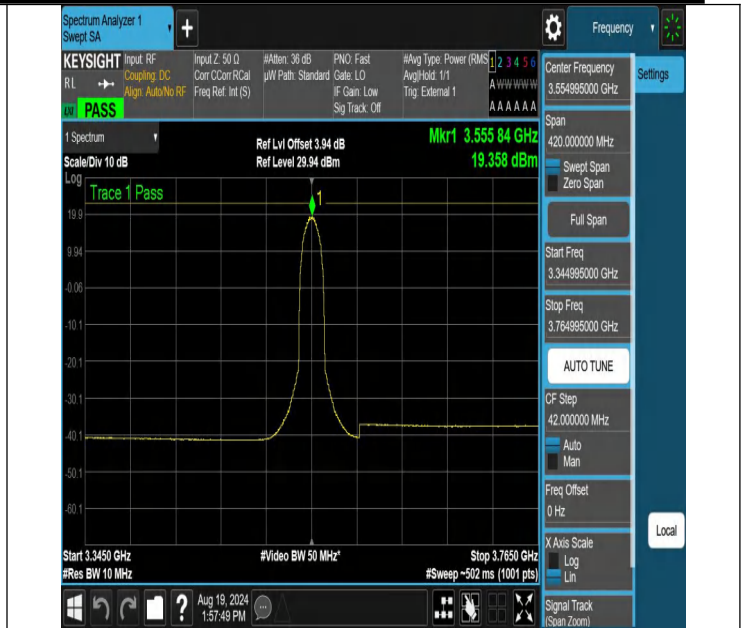 Spectrum Analyzer 1
Swept SA
+
Frequency
KEYSIGHT
RL
PASS
Input: RF
Coupling: DC
Align: Auto/No RF
Input Z: 50 Ω
Corr CCorr RCal
Freq Ref: Int (S)
#Atten: 36 dB
µW Path: Standard
PNO: Fast
Gate: LO
IF Gain: Low
Sig Track: Off
#Avg Type: Power (RMS
Avg|Hold: 1/1
Trig: External 1
1 2 3 4 5 6
A W W W W W
A A A A A A
1 Spectrum
Scale/Div 10 dB
Ref Lvl Offset 3.94 dB
Ref Level 29.94 dBm
Mkr1 3.555 84 GHz
19.358 dBm
Log
Trace 1 Pass
1
19.9
9.94
-0.06
-10.1
-20.1
-30.1
-40.1
-50.1
-60.1
Start 3.3450 GHz
#Res BW 10 MHz
#Video BW 50 MHz*
Stop 3.7650 GHz
#Sweep ~502 ms (1001 pts)
Center Frequency
3.554995000 GHz
Settings
Span
420.000000 MHz
Swept Span
Zero Span
Full Span
Start Freq
3.344995000 GHz
Stop Freq
3.764995000 GHz
AUTO TUNE
CF Step
42.000000 MHz
Auto
Man
Freq Offset
0 Hz
X Axis Scale
Log
Lin
Local
Signal Track
(Span Zoom)
?
Aug 19, 2024
1:57:49 PM